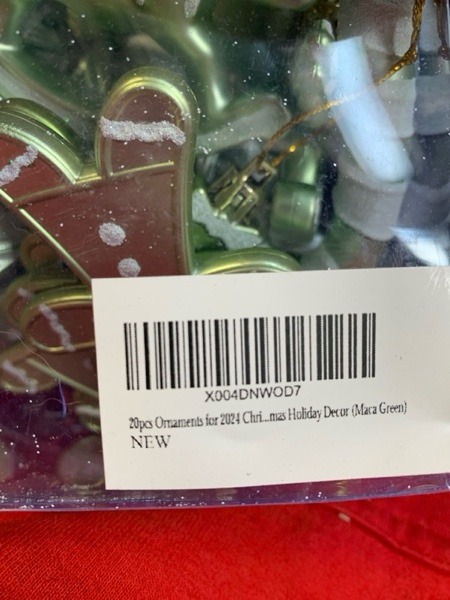 X004DNWOD7
20pcs Ornaments for 2024 Chri...mas Holiday Decor (Maca Green)
NEW